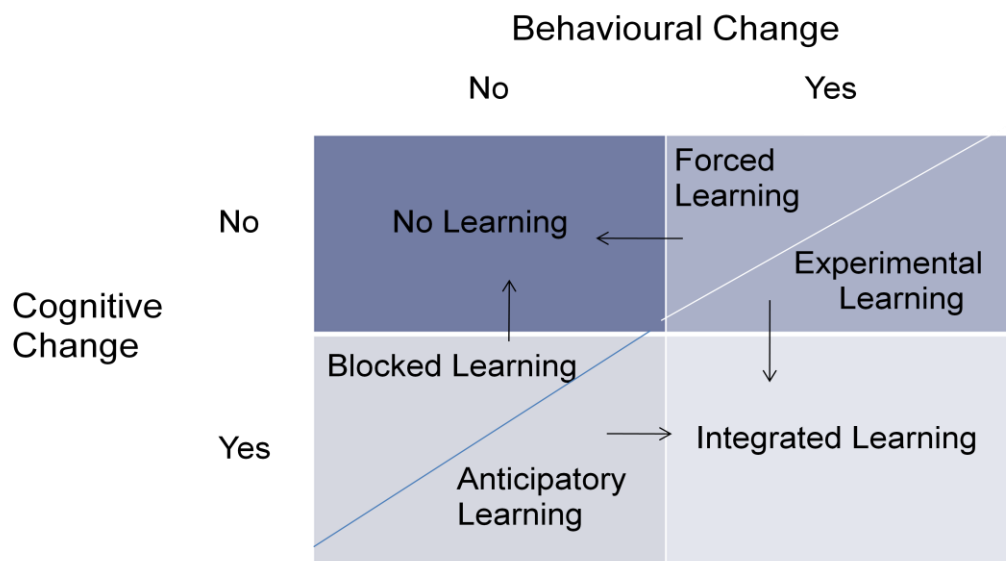 Behavioural Change
No
Yes
Forced
Learning
No
No Learning
Experimental
Learning
Cognitive
Change
Blocked Learning
Yes
Integrated Learning
Anticipatory
Learning